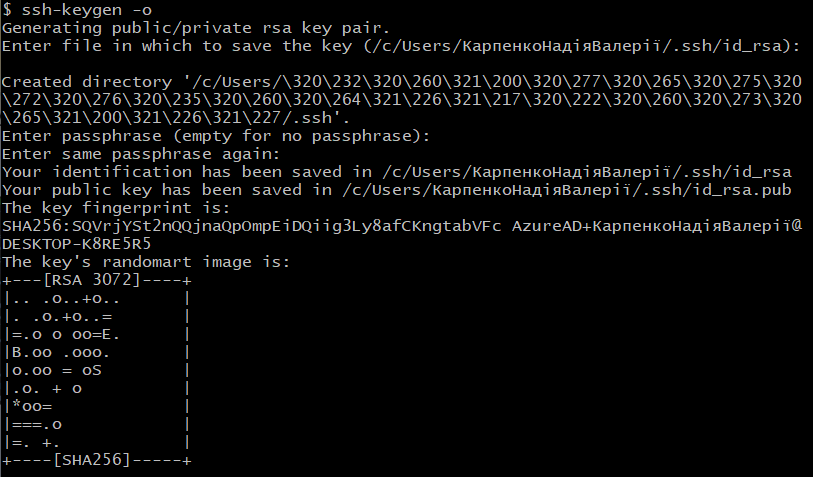 $ ssh-keygen -o
Generating public/private rsa key pair.
Enter file in which to save the key (/c/Users/КарпенкоНадіяВалерії/.ssh/id_rsa):
Created directory '/c/Users/\320\232\320\260\321\200\320\277\320\265\320\275\320
\272\320\276\320\235\320\260\320\264\321\226\321\217\320\222\320\260\320\273\320
\265\321\200\321\226\321\227/.ssh'.
Enter passphrase (empty for no passphrase):
Enter same passphrase again:
Your identification has been saved in /c/Users/КарпенкоНадіяВалерії/.ssh/id_rsa
Your public key has been saved in /c/Users/КарпенкоНадіяВалерії/.ssh/id_rsa.pub
The key fingerprint is:
SHA256:SQVrjYSt2nQQjnaQpOmpEiDQiig3Ly8afCKngtabVFc AzureAD+КарпенкоНадіяВалерії@
DESKTOP-K8RE5R5
The key's randomart image is:
+---[RSA 3072]----+
|.. .o..+o..      |
|. .o.+o..=       |
|=.o o oo=E.      |
|B.oo .ooo.       |
|o.oo = oS        |
|.o. + o          |
|*oo=             |
|===.o            |
|=. +.            |
+----[SHA256]-----+